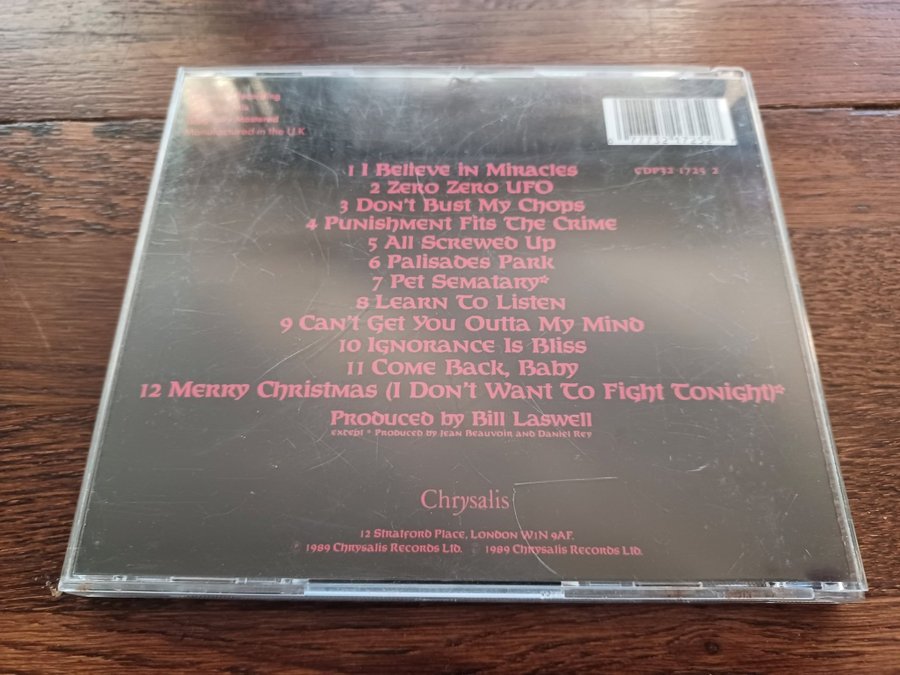 Mastered
Manufactured in the U.K
77732 17252
CDP32 1725 2
1 I Believe in Miracles
2 Zero Zero UFO
3 Don't Bust My Chops
4 Punishment Fits The Crime
5 All Screwed Up
6 Palisades Park
7 Pet Sematary*
8 Learn To Listen
9 Can't Get You Outta My Mind
10 Ignorance Is Bliss
11 Come Back, Baby
12 Merry Christmas (I Don't Want To Fight Tonight)*
Produced by Bill Laswell
except * Produced by Jean Beauvoir and Daniel Rey
Chrysalis
12 Stratford Place, London W1N 9AF.
1989 Chrysalis Records Ltd. 1989 Chrysalis Records Ltd.